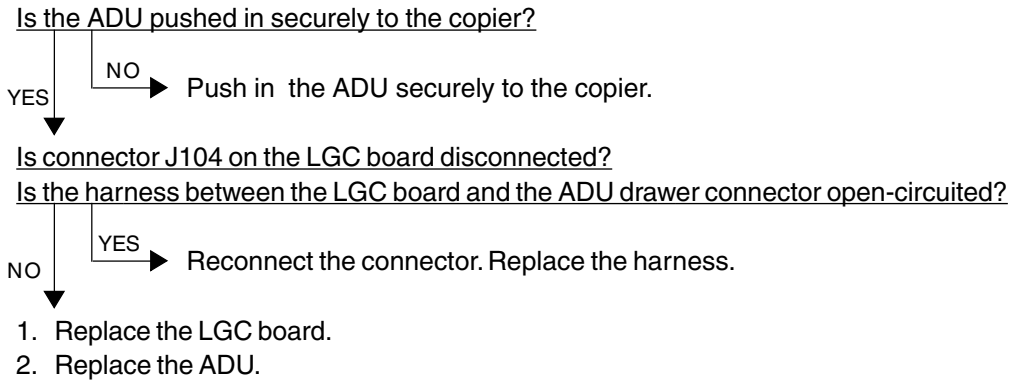 Is the ADU pushed in securely to the copier?
NO
Push in the ADU securely to the copier.
YES
Is connector J104 on the LGC board disconnected?
Is the harness between the LGC board and the ADU drawer connector open-circuited?
YES
Reconnect the connector. Replace the harness.
NO
1. Replace the LGC board.
2. Replace the ADU.